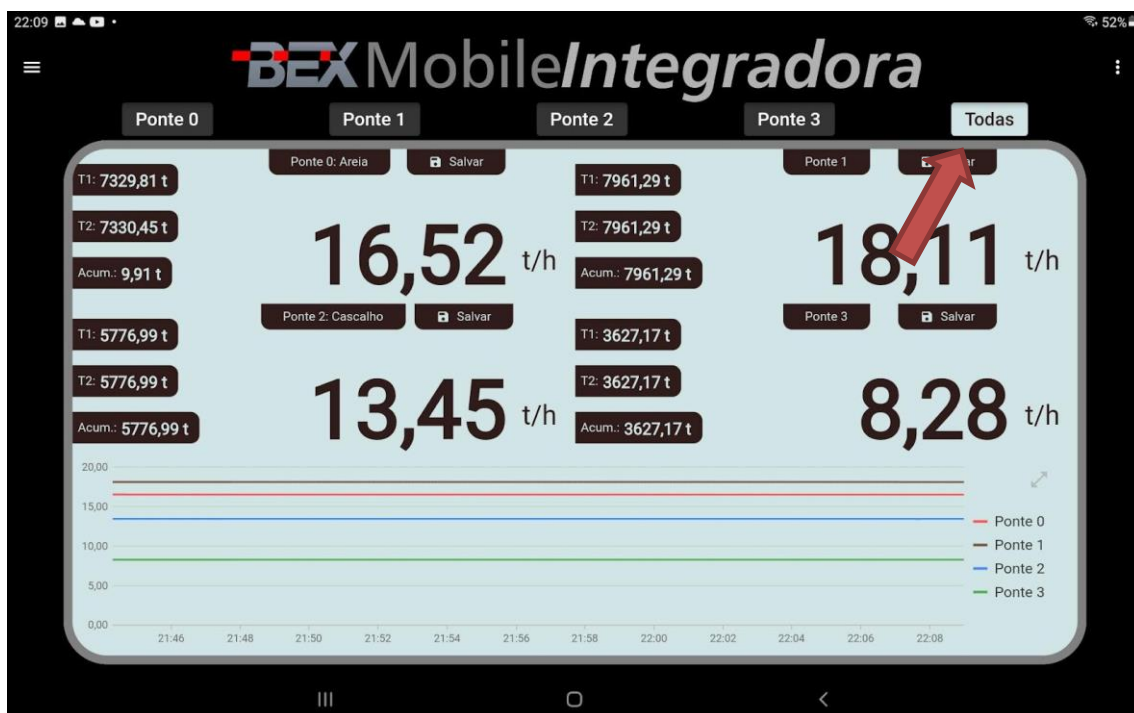 22:09
52%
BEX MobileIntegradora
Ponte 0
Ponte 1
Ponte 2
Ponte 3
Todas
Ponte 0: Areia
Salvar
T1: 7329,81 t
T2: 7330,45 t
Acum.: 9,91 t
16,52 t/h
Ponte 1
T1: 7961,29 t
T2: 7961,29 t
Acum.: 7961,29 t
18,11 t/h
Ponte 2: Cascalho
Salvar
T1: 5776,99 t
T2: 5776,99 t
Acum.: 5776,99 t
13,45 t/h
Ponte 3
Salvar
T1: 3627,17 t
T2: 3627,17 t
Acum.: 3627,17 t
8,28 t/h
20,00
15,00
10,00
5,00
0,00
21:46 21:48 21:50 21:52 21:54 21:56 21:58 22:00 22:02 22:04 22:06 22:08
Ponte 0
Ponte 1
Ponte 2
Ponte 3